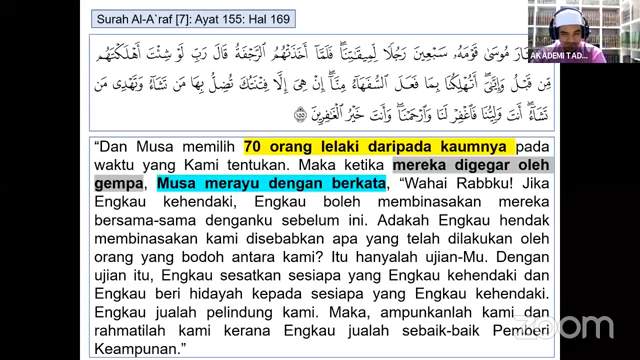 Surah Al-A`raf [7]: Ayat 155: Hal 169
AKADEMI TAD...
مُوسَىٰ قَوْمَهُۥ سَبْعِينَ رَجُلًا لِّمِيقَٰتِنَا ۖ فَلَمَّآ أَخَذَتْهُمُ ٱلرَّجْفَةُ قَالَ رَبِّ لَوْ شِئْتَ أَهْلَكْتَهُم
مِّن قَبْلُ وَإِيَّٰىَ ۖ أَتُهْلِكُنَا بِمَا فَعَلَ ٱلسُّفَهَآءُ مِنَّآ ۖ إِنْ هِىَ إِلَّا فِتْنَتُكَ تُضِلُّ بِهَا مَن تَشَآءُ وَتَهْدِى مَن
تَشَآءُ ۖ أَنتَ وَلِيُّنَا فَٱغْفِرْ لَنَا وَٱرْحَمْنَا ۖ وَأَنتَ خَيْرُ ٱلْغَٰفِرِينَ ١٥٥
“Dan Musa memilih 70 orang lelaki daripada kaumnya pada
waktu yang Kami tentukan. Maka ketika mereka digegar oleh
gempa, Musa merayu dengan berkata, “Wahai Rabbku! Jika
Engkau kehendaki, Engkau boleh membinasakan mereka
bersama-sama denganku sebelum ini. Adakah Engkau hendak
membinasakan kami disebabkan apa yang telah dilakukan oleh
orang yang bodoh antara kami? Itu hanyalah ujian-Mu. Dengan
ujian itu, Engkau sesatkan sesiapa yang Engkau kehendaki dan
Engkau beri hidayah kepada sesiapa yang Engkau kehendaki.
Engkau jualah pelindung kami. Maka, ampunkanlah kami dan
rahmatilah kami kerana Engkau jualah sebaik-baik Pemberi
Keampunan.”
zoom